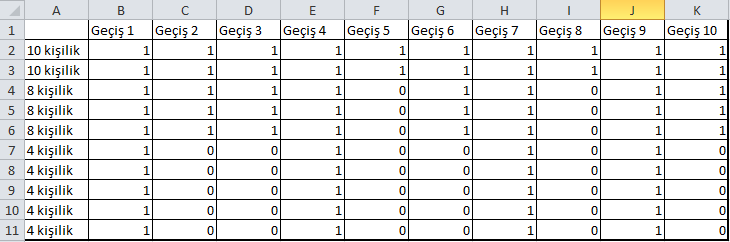 A B C D E F G H I J K
1 Geçiş 1 Geçiş 2 Geçiş 3 Geçiş 4 Geçiş 5 Geçiş 6 Geçiş 7 Geçiş 8 Geçiş 9 Geçiş 10
2 10 kişilik 1 1 1 1 1 1 1 1 1 1
3 10 kişilik 1 1 1 1 1 1 1 1 1 1
4 8 kişilik 1 1 1 1 0 1 1 0 1 1
5 8 kişilik 1 1 1 1 0 1 1 0 1 1
6 8 kişilik 1 1 1 1 0 1 1 0 1 1
7 4 kişilik 1 0 0 1 0 0 1 0 1 0
8 4 kişilik 1 0 0 1 0 0 1 0 1 0
9 4 kişilik 1 0 0 1 0 0 1 0 1 0
10 4 kişilik 1 0 0 1 0 0 1 0 1 0
11 4 kişilik 1 0 0 1 0 0 1 0 1 0